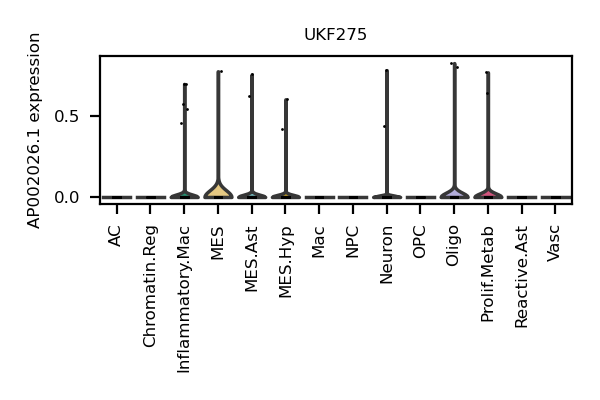 UKF275
AP002026.1 expression
0.5
0.0
AC
Chromatin.Reg
Inflammatory.Mac
MES
MES.Ast
MES.Hyp
Mac
NPC
Neuron
OPC
Oligo
Prolif.Metab
Reactive.Ast
Vasc